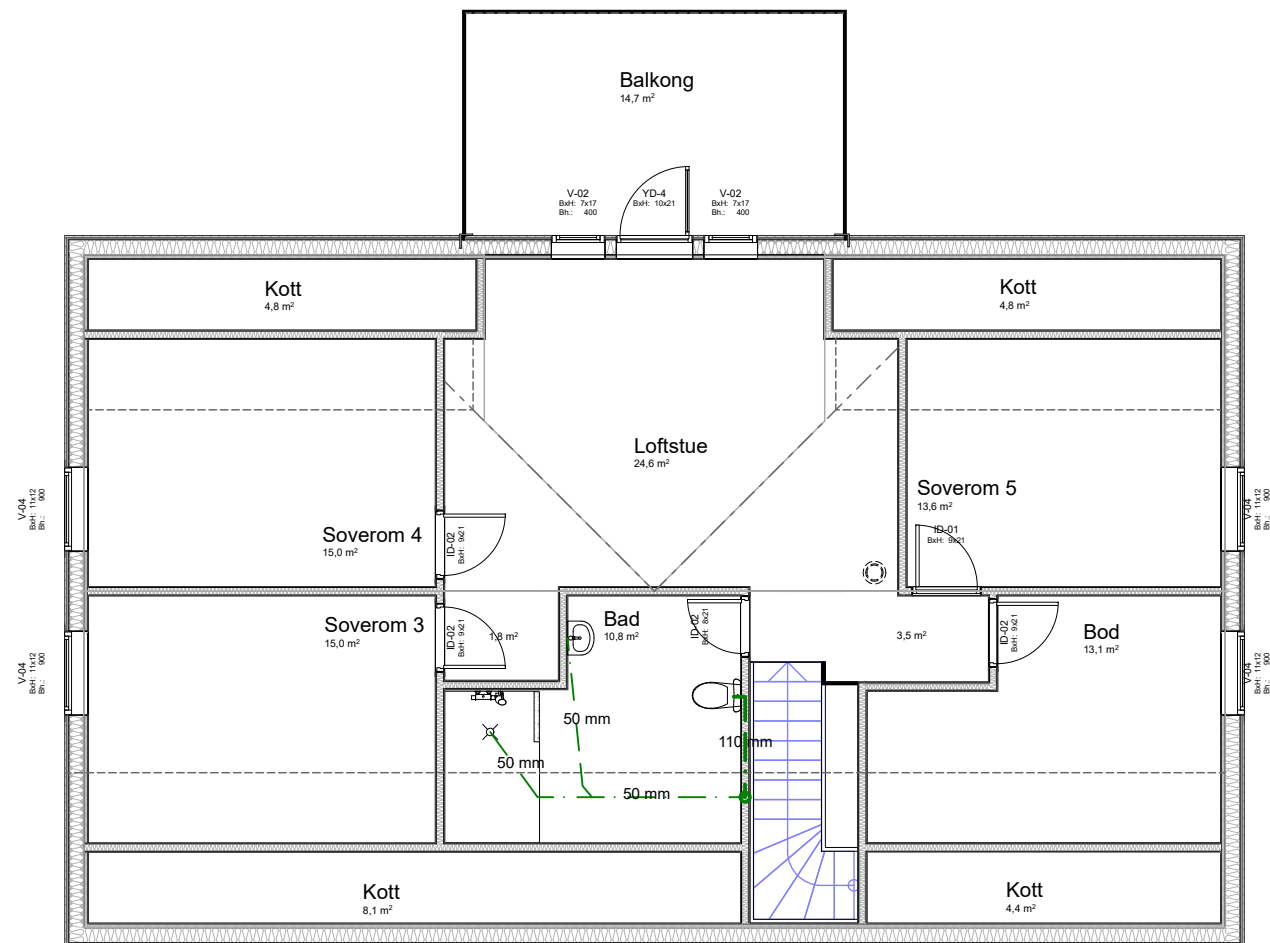 Balkong
14,7 m²
V-02
BxH: 7x17
Bh.: 400
YD-4
BxH: 10x21
V-02
BxH: 7x17
Bh.: 400
Kott
4,8 m²
Kott
4,8 m²
Loftstue
24,6 m²
V-04
BxH: 11x12
Bh.: 900
Soverom 4
15,0 m²
ID-02
BxH: 9x21
Soverom 5
13,6 m²
ID-01
BxH: 9x21
V-04
BxH: 11x12
Bh.: 900
Soverom 3
15,0 m²
ID-02
BxH: 9x21
1,8 m²
Bad
10,8 m²
ID-02
BxH: 8x21
3,5 m²
ID-02
BxH: 9x21
Bod
13,1 m²
V-04
BxH: 11x12
Bh.: 900
V-04
BxH: 11x12
Bh.: 900
50 mm
110 mm
50 mm
50 mm
Kott
8,1 m²
Kott
4,4 m²